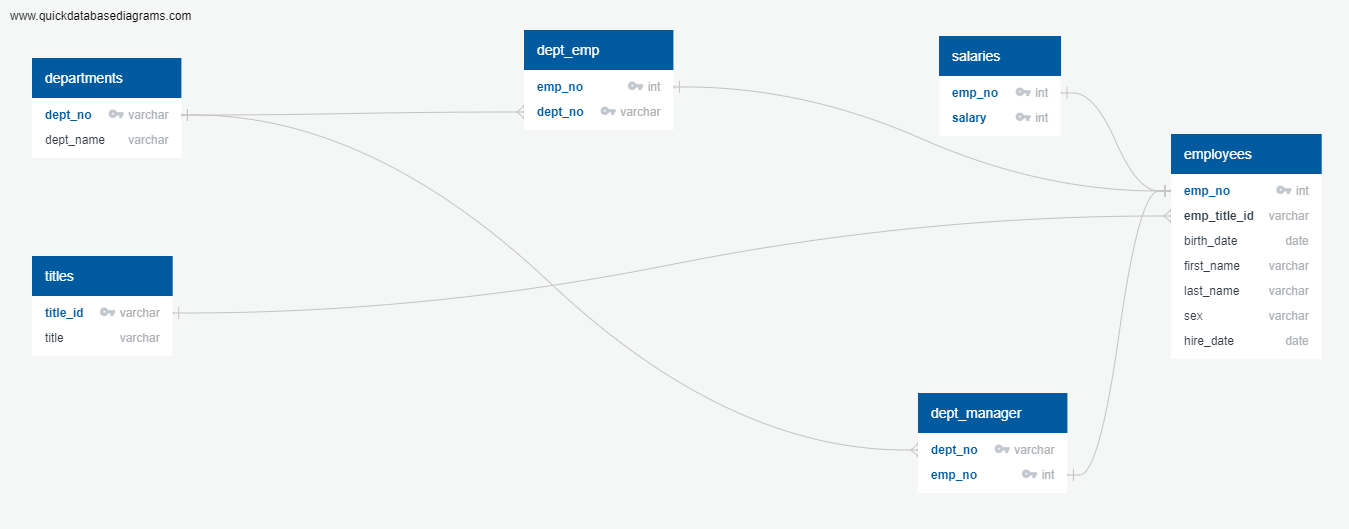 www.quickdatabasediagrams.com
departments
dept_no varchar
dept_name varchar
titles
title_id varchar
title varchar
dept_emp
emp_no int
dept_no varchar
salaries
emp_no int
salary int
employees
emp_no int
emp_title_id varchar
birth_date date
first_name varchar
last_name varchar
sex varchar
hire_date date
dept_manager
dept_no varchar
emp_no int